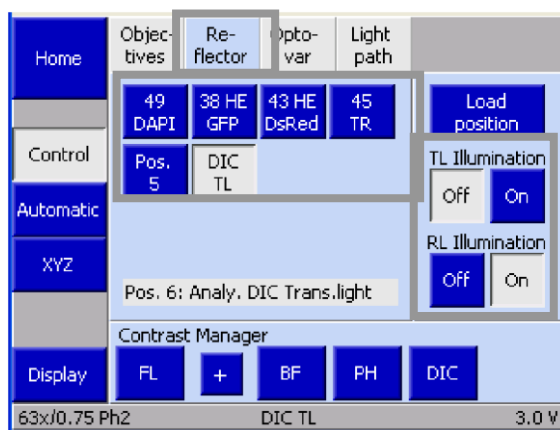 Home
Objec-
tives
Re-
flector
Opto-
var
Light
path
49
DAPI
38 HE
GFP
43 HE
DsRed
45
TR
Load
position
Control
Pos.
5
DIC
TL
TL Illumination
Off
On
Automatic
RL Illumination
Off
On
XYZ
Pos. 6: Analy. DIC Trans.light
Contrast Manager
Display
FL
+
BF
PH
DIC
63x/0.75 Ph2
DIC TL
3.0 V